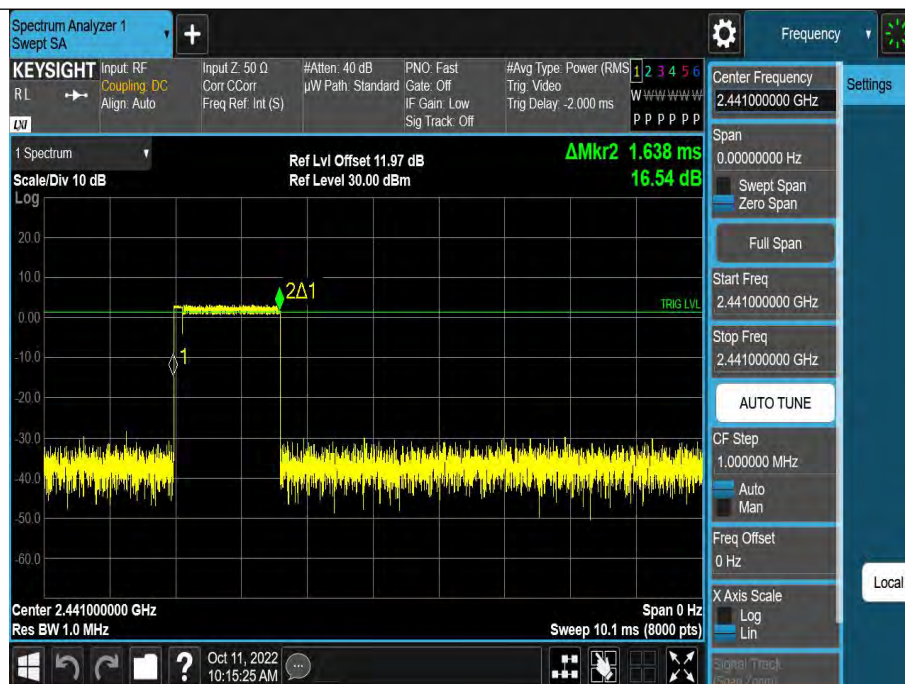 Spectrum Analyzer 1
Swept SA
+
Frequency
KEYSIGHT
RL
LXI
Input: RF
Coupling: DC
Align: Auto
Input Z: 50 Ω
Corr CCorr
Freq Ref: Int (S)
#Atten: 40 dB
µW Path: Standard
PNO: Fast
Gate: Off
IF Gain: Low
Sig Track: Off
#Avg Type: Power (RMS
Trig: Video
Trig Delay: -2.000 ms
1 2 3 4 5 6
W W W W W W
P P P P P P
1 Spectrum
Scale/Div 10 dB
Ref Lvl Offset 11.97 dB
Ref Level 30.00 dBm
ΔMkr2 1.638 ms
16.54 dB
Log
20.0
10.0
0.00
-10.0
-20.0
-30.0
-40.0
-50.0
-60.0
2Δ1
1
TRIG LVL
Center 2.441000000 GHz
Res BW 1.0 MHz
Span 0 Hz
Sweep 10.1 ms (8000 pts)
Center Frequency
2.441000000 GHz
Settings
Span
0.00000000 Hz
Swept Span
Zero Span
Full Span
Start Freq
2.441000000 GHz
Stop Freq
2.441000000 GHz
AUTO TUNE
CF Step
1.000000 MHz
Auto
Man
Freq Offset
0 Hz
Local
X Axis Scale
Log
Lin
Signal Track
(Span Zoom)
?
Oct 11, 2022
10:15:25 AM